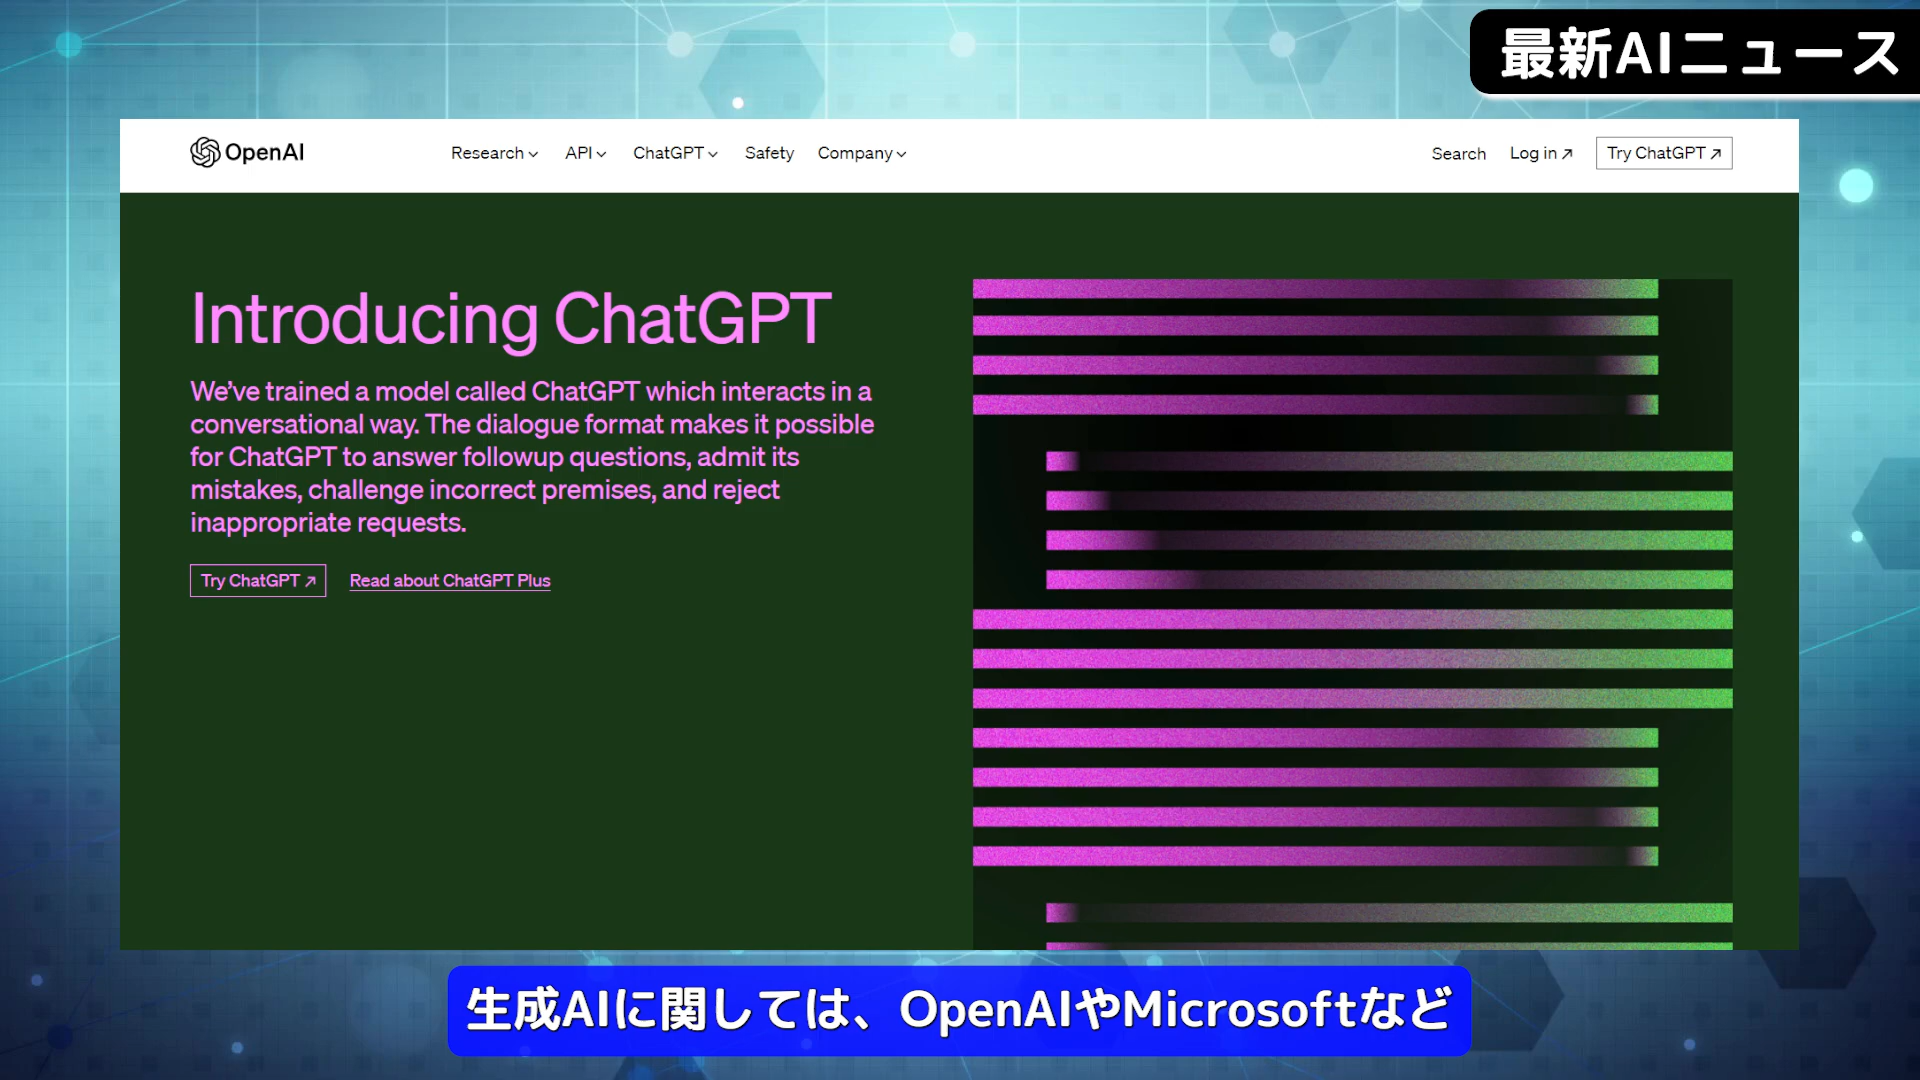 最新AIニュース
OpenAI
Research
API
ChatGPT
Safety
Company
Search
Log in
Try ChatGPT
Introducing ChatGPT
We've trained a model called ChatGPT which interacts in a
conversational way. The dialogue format makes it possible
for ChatGPT to answer followup questions, admit its
mistakes, challenge incorrect premises, and reject
inappropriate requests.
Try ChatGPT
Read about ChatGPT Plus
生成AIに関しては、OpenAIやMicrosoftなど